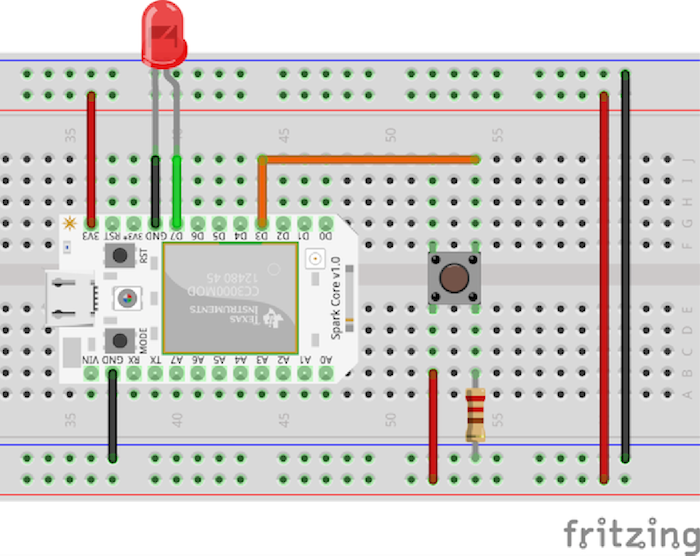 35
45
50
55
J
I
H
G
F
3V3
RST
3V3*
GND
D7
D6
D5
D4
D3
D2
D1
D0
RST
12480 45
CC3000MOD
TEXAS
INSTRUMENTS
Spark Core v1,0
MODE
VIN
GND
RX
TX
A7
A6
A5
A4
A3
A2
A1
A0
E
D
C
B
A
35
40
45
50
55
fritzing